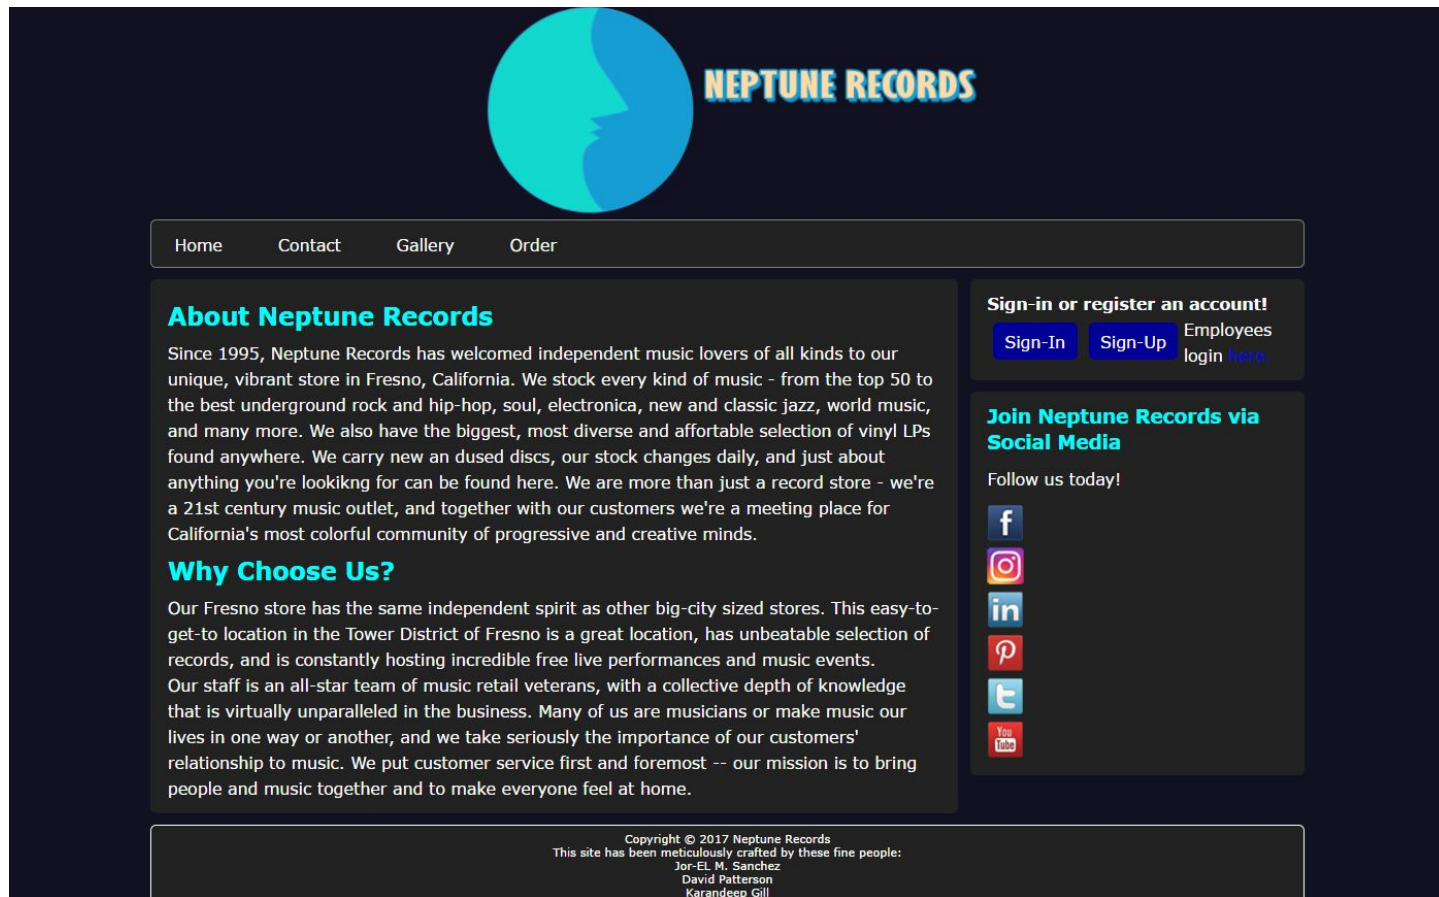 NEPTUNE RECORDS
Home Contact Gallery Order
About Neptune Records
Since 1995, Neptune Records has welcomed independent music lovers of all kinds to our
unique, vibrant store in Fresno, California. We stock every kind of music - from the top 50 to
the best underground rock and hip-hop, soul, electronica, new and classic jazz, world music,
and many more. We also have the biggest, most diverse and affortable selection of vinyl LPs
found anywhere. We carry new an dused discs, our stock changes daily, and just about
anything you're lookikng for can be found here. We are more than just a record store - we're
a 21st century music outlet, and together with our customers we're a meeting place for
California's most colorful community of progressive and creative minds.
Why Choose Us?
Our Fresno store has the same independent spirit as other big-city sized stores. This easy-to-
get-to location in the Tower District of Fresno is a great location, has unbeatable selection of
records, and is constantly hosting incredible free live performances and music events.
Our staff is an all-star team of music retail veterans, with a collective depth of knowledge
that is virtually unparalleled in the business. Many of us are musicians or make music our
lives in one way or another, and we take seriously the importance of our customers'
relationship to music. We put customer service first and foremost -- our mission is to bring
people and music together and to make everyone feel at home.
Sign-in or register an account!
Sign-In Sign-Up Employees
login here.
Join Neptune Records via
Social Media
Follow us today!
f
in
You
Tube
Copyright © 2017 Neptune Records
This site has been meticulously crafted by these fine people:
Jor-EL M. Sanchez
David Patterson
Karandeep Gill